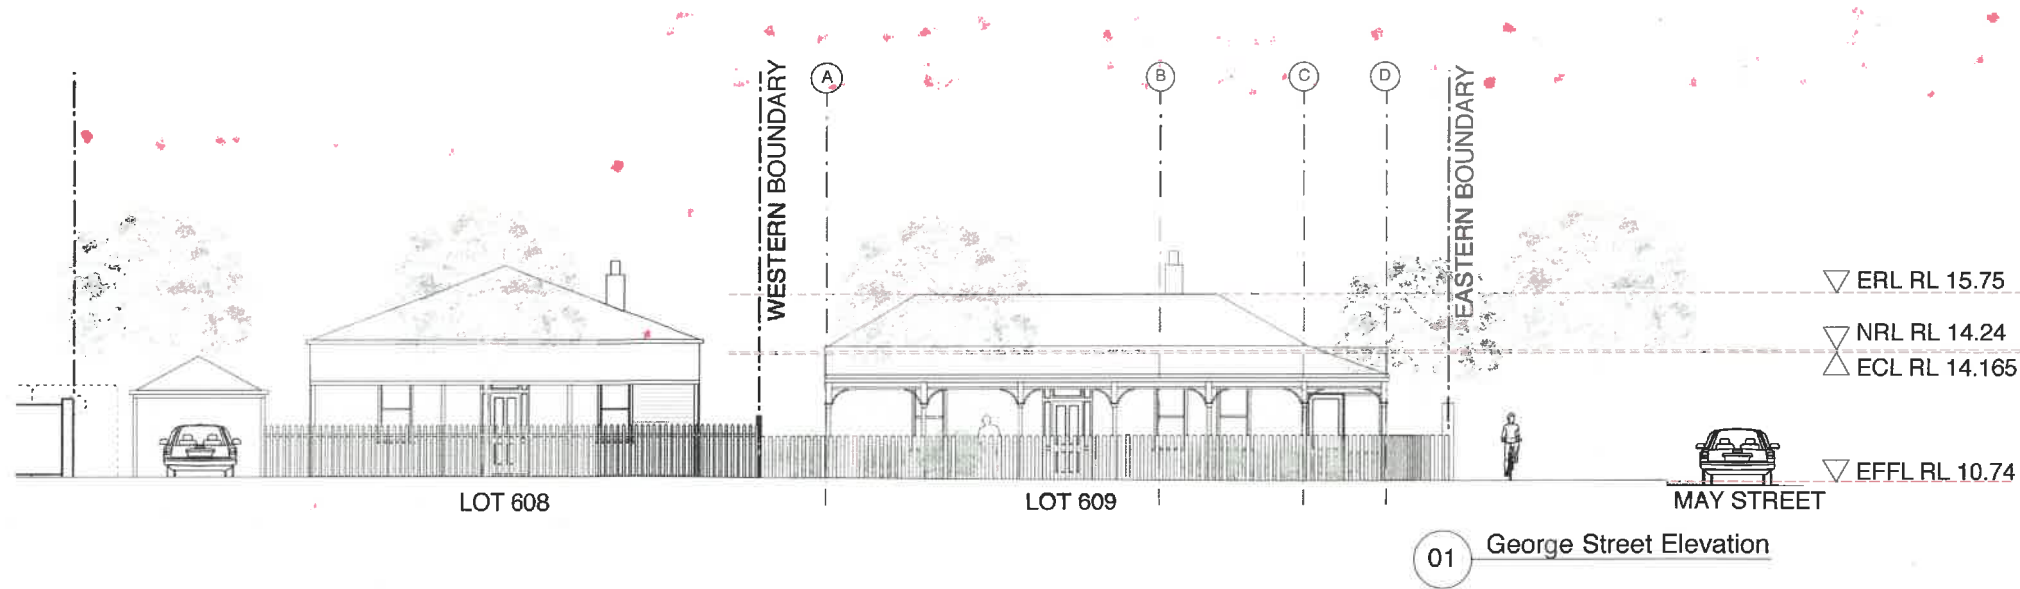 WESTERN BOUNDARY
A
B
C
D
EASTERN BOUNDARY
ERL RL 15.75
NRL RL 14.24
ECL RL 14.165
EFFL RL 10.74
LOT 608
LOT 609
MAY STREET
01
George Street Elevation